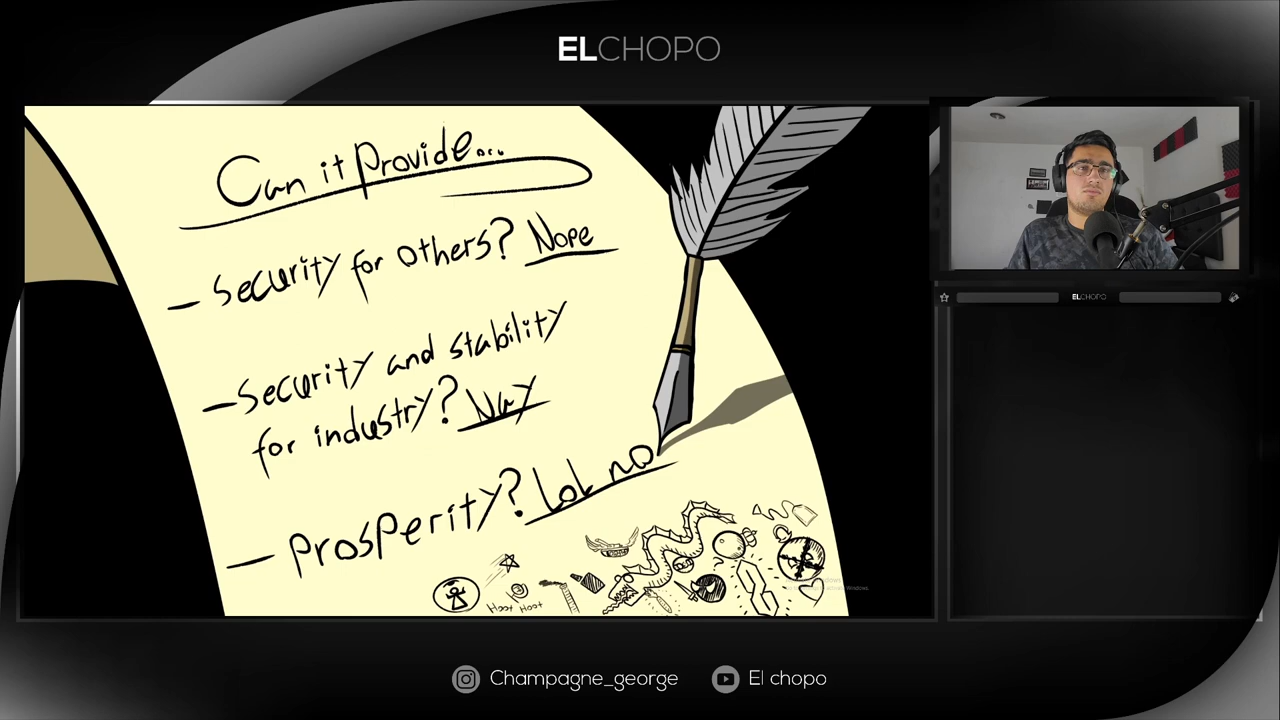 ELCHOPO
Can it Provide...
- Security for others? Nope
- Security and stability
for industry? Nay
- Prosperity? Lol no
Hoot Hoot
ELCHOPO
Champagne_george
El chopo